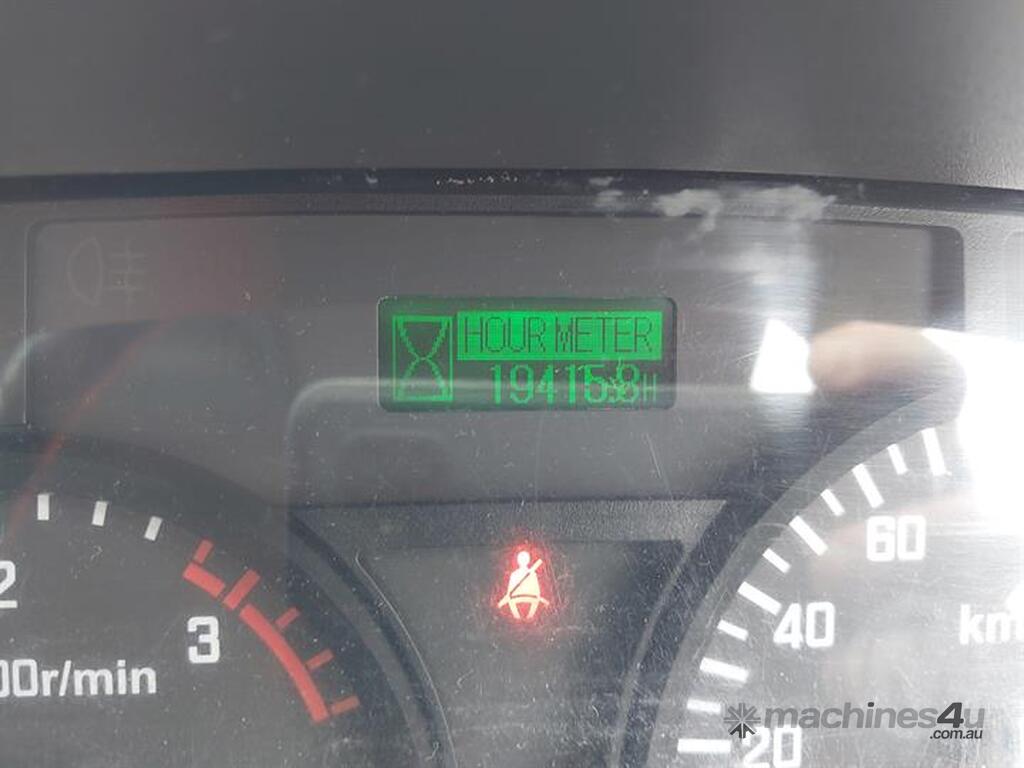 HOUR METER
19415.8H
60
2
40
km
3
00r/min
20
machines4u
.com.au